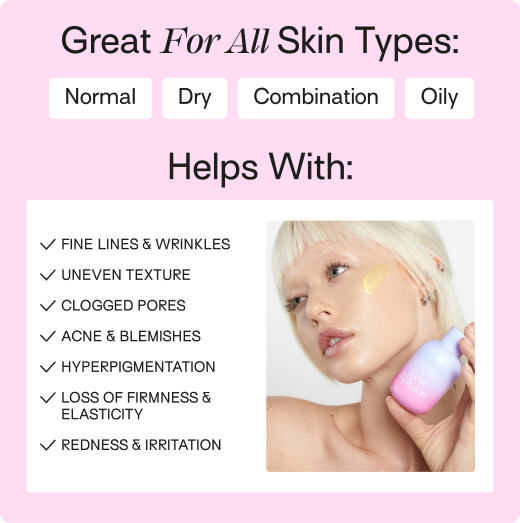 Great For All Skin Types:
Normal Dry Combination Oily
Helps With:
FINE LINES & WRINKLES
UNEVEN TEXTURE
CLOGGED PORES
ACNE & BLEMISHES
HYPERPIGMENTATION
LOSS OF FIRMNESS &
ELASTICITY
REDNESS & IRRITATION